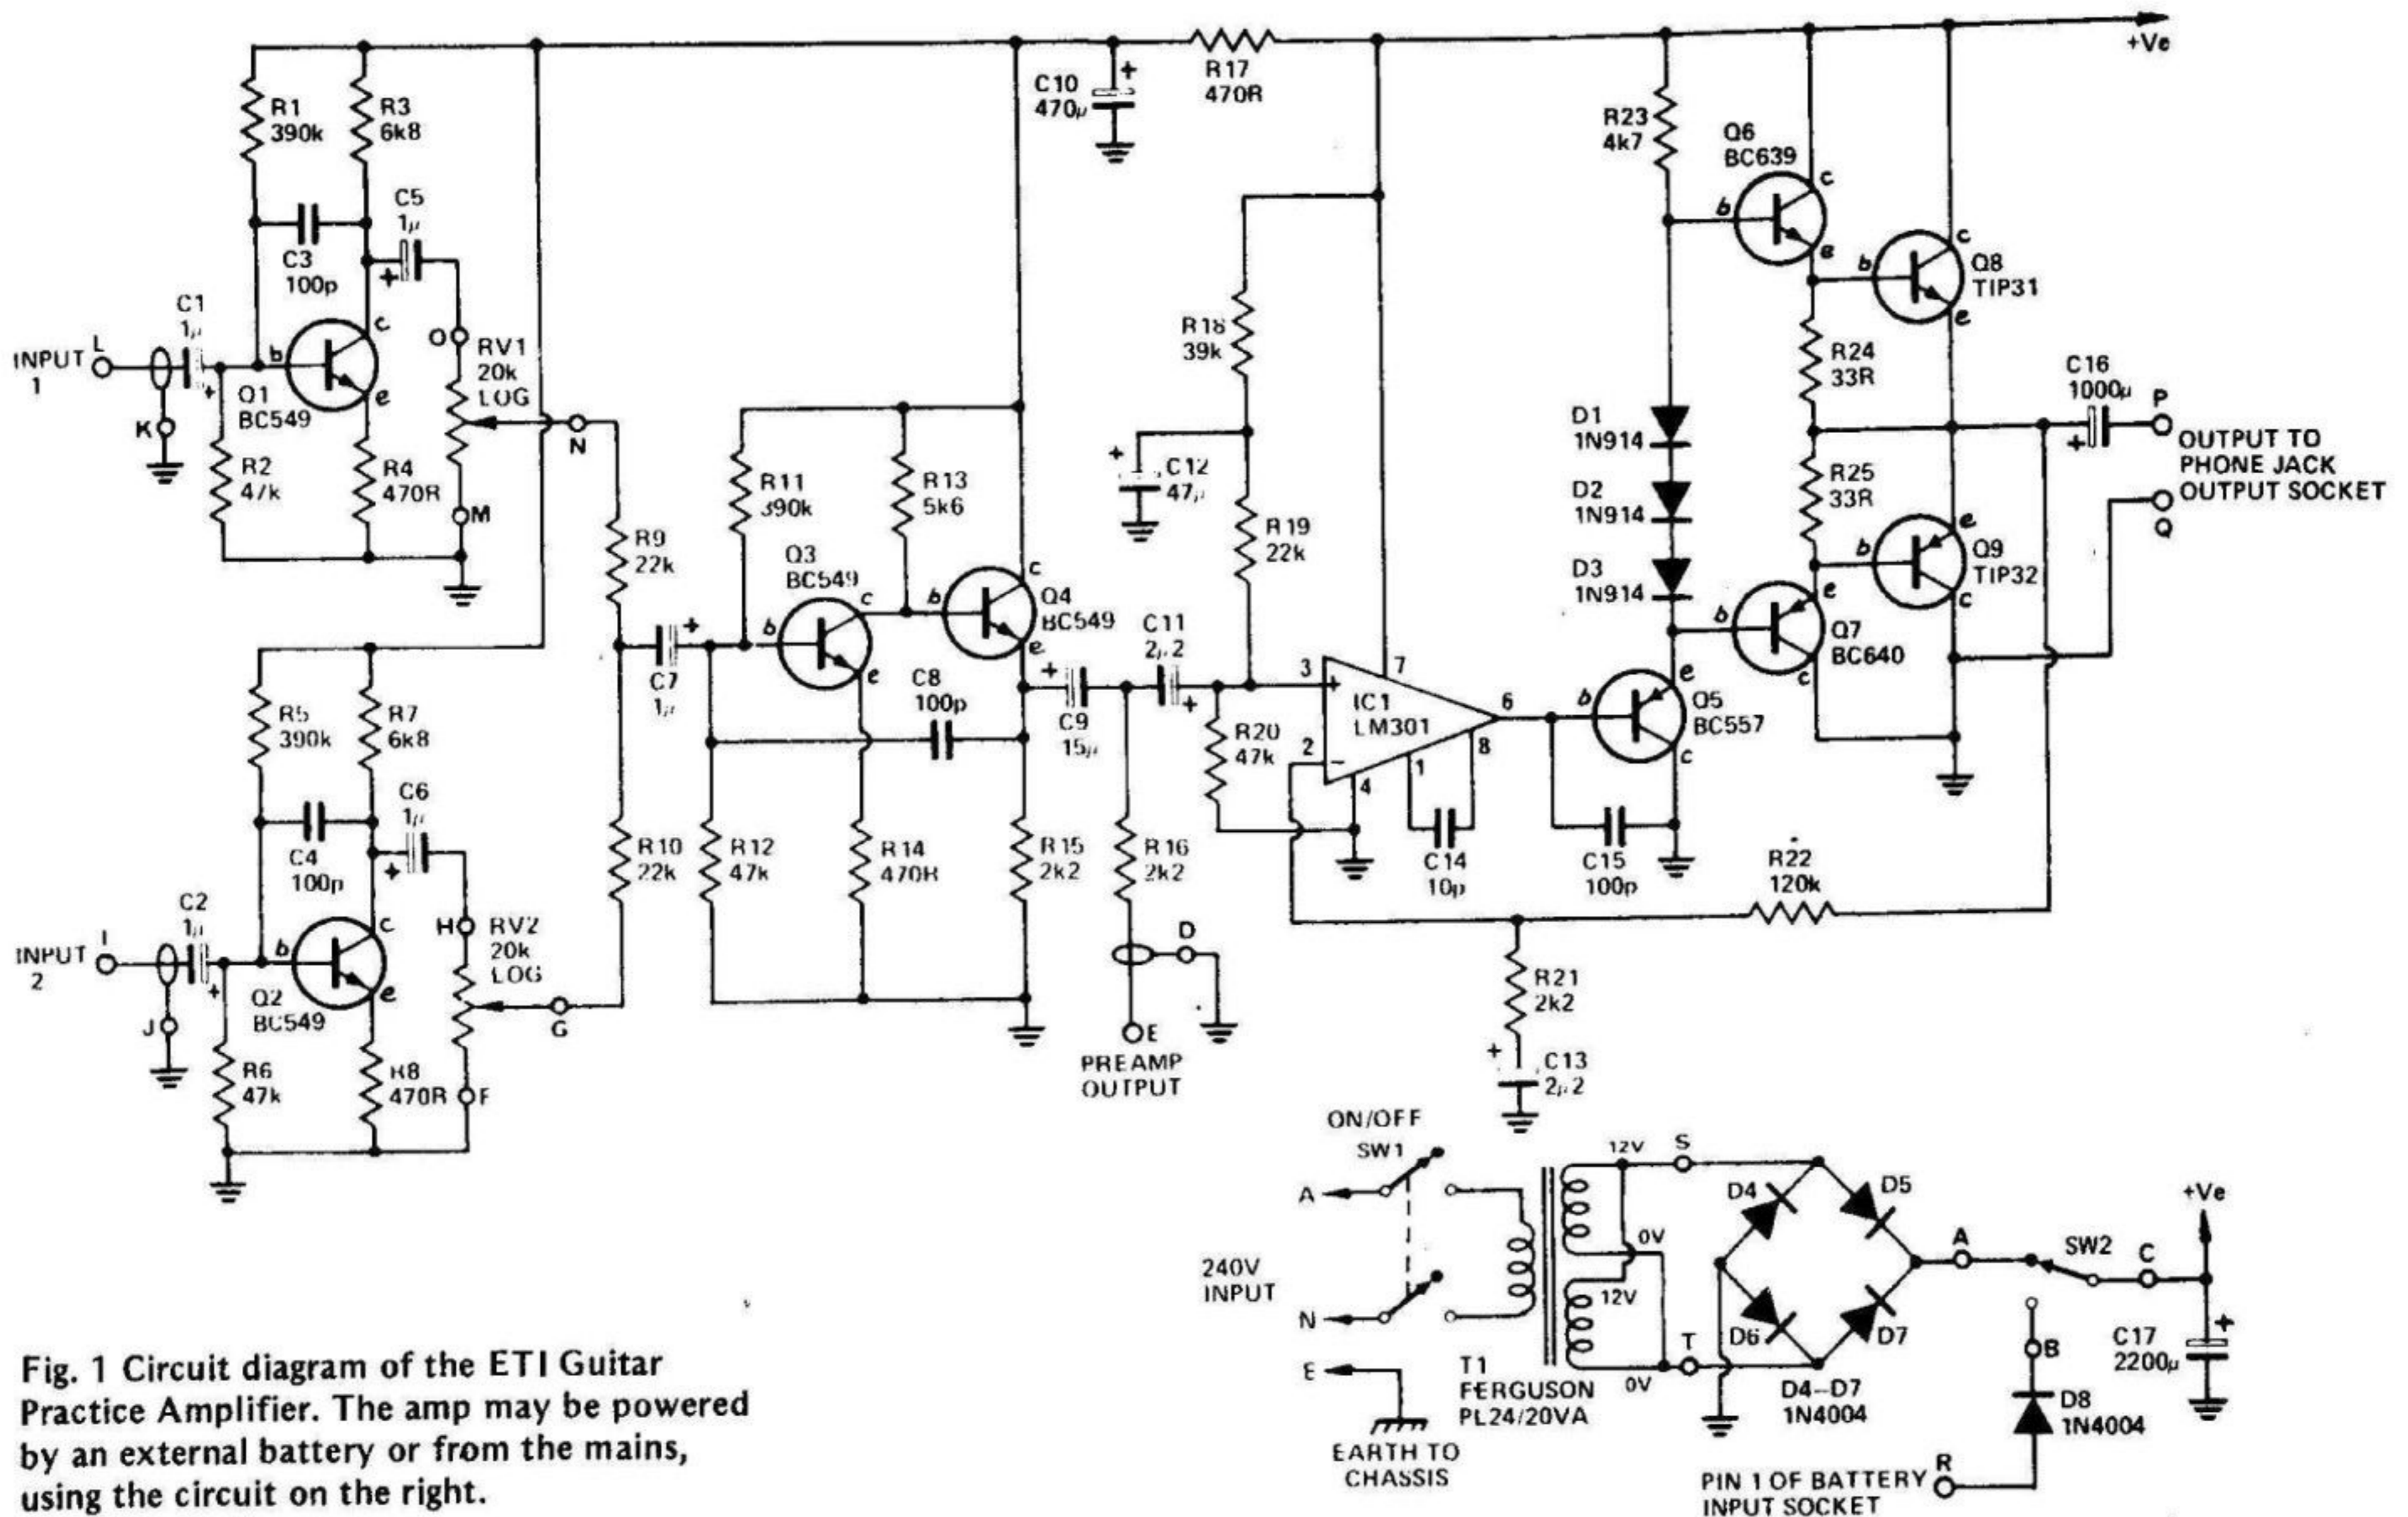 +Ve
R1
390k
R3
6k8
C10
470µ
R17
470R
R23
4k7
Q6
BC639
c
b
e
C5
1µ
+
C3
100p
C1
1µ
+
INPUT
1
L
K
b
c
e
Q1
BC549
R2
47k
R4
470R
O
RV1
20k
LOG
N
M
R18
39k
+
C12
47µ
R19
22k
Q8
TIP31
b
c
e
R24
33R
R25
33R
D1
1N914
D2
1N914
D3
1N914
C16
1000µ
+
P
OUTPUT TO
PHONE JACK
OUTPUT SOCKET
Q
Q9
TIP32
b
e
c
Q7
BC640
b
e
c
R11
390k
R13
5k6
R9
22k
Q3
BC549
b
c
e
Q4
BC549
b
c
e
C7
1µ
+
C8
100p
C9
15µ
+
C11
2µ2
+
R20
47k
IC1
LM301
3
+
2
−
7
6
4
1
8
C14
10p
Q5
BC557
b
e
c
C15
100p
R22
120k
R21
2k2
+
C13
2µ2
R5
390k
R7
6k8
C6
1µ
+
C4
100p
C2
1µ
+
INPUT
2
I
J
b
c
e
Q2
BC549
R6
47k
R8
470R
H
RV2
20k
LOG
G
F
R10
22k
R12
47k
R14
470R
R15
2k2
R16
2k2
D
E
PREAMP
OUTPUT
ON/OFF
SW1
A
240V
INPUT
N
E
EARTH TO
CHASSIS
T1
FERGUSON
PL24/20VA
12V
0V
12V
0V
S
T
D4
D5
D6
D7
D4–D7
1N4004
A
SW2
C
B
+Ve
C17
2200µ
+
D8
1N4004
R
PIN 1 OF BATTERY
INPUT SOCKET
Fig. 1 Circuit diagram of the ETI Guitar
Practice Amplifier. The amp may be powered
by an external battery or from the mains,
using the circuit on the right.